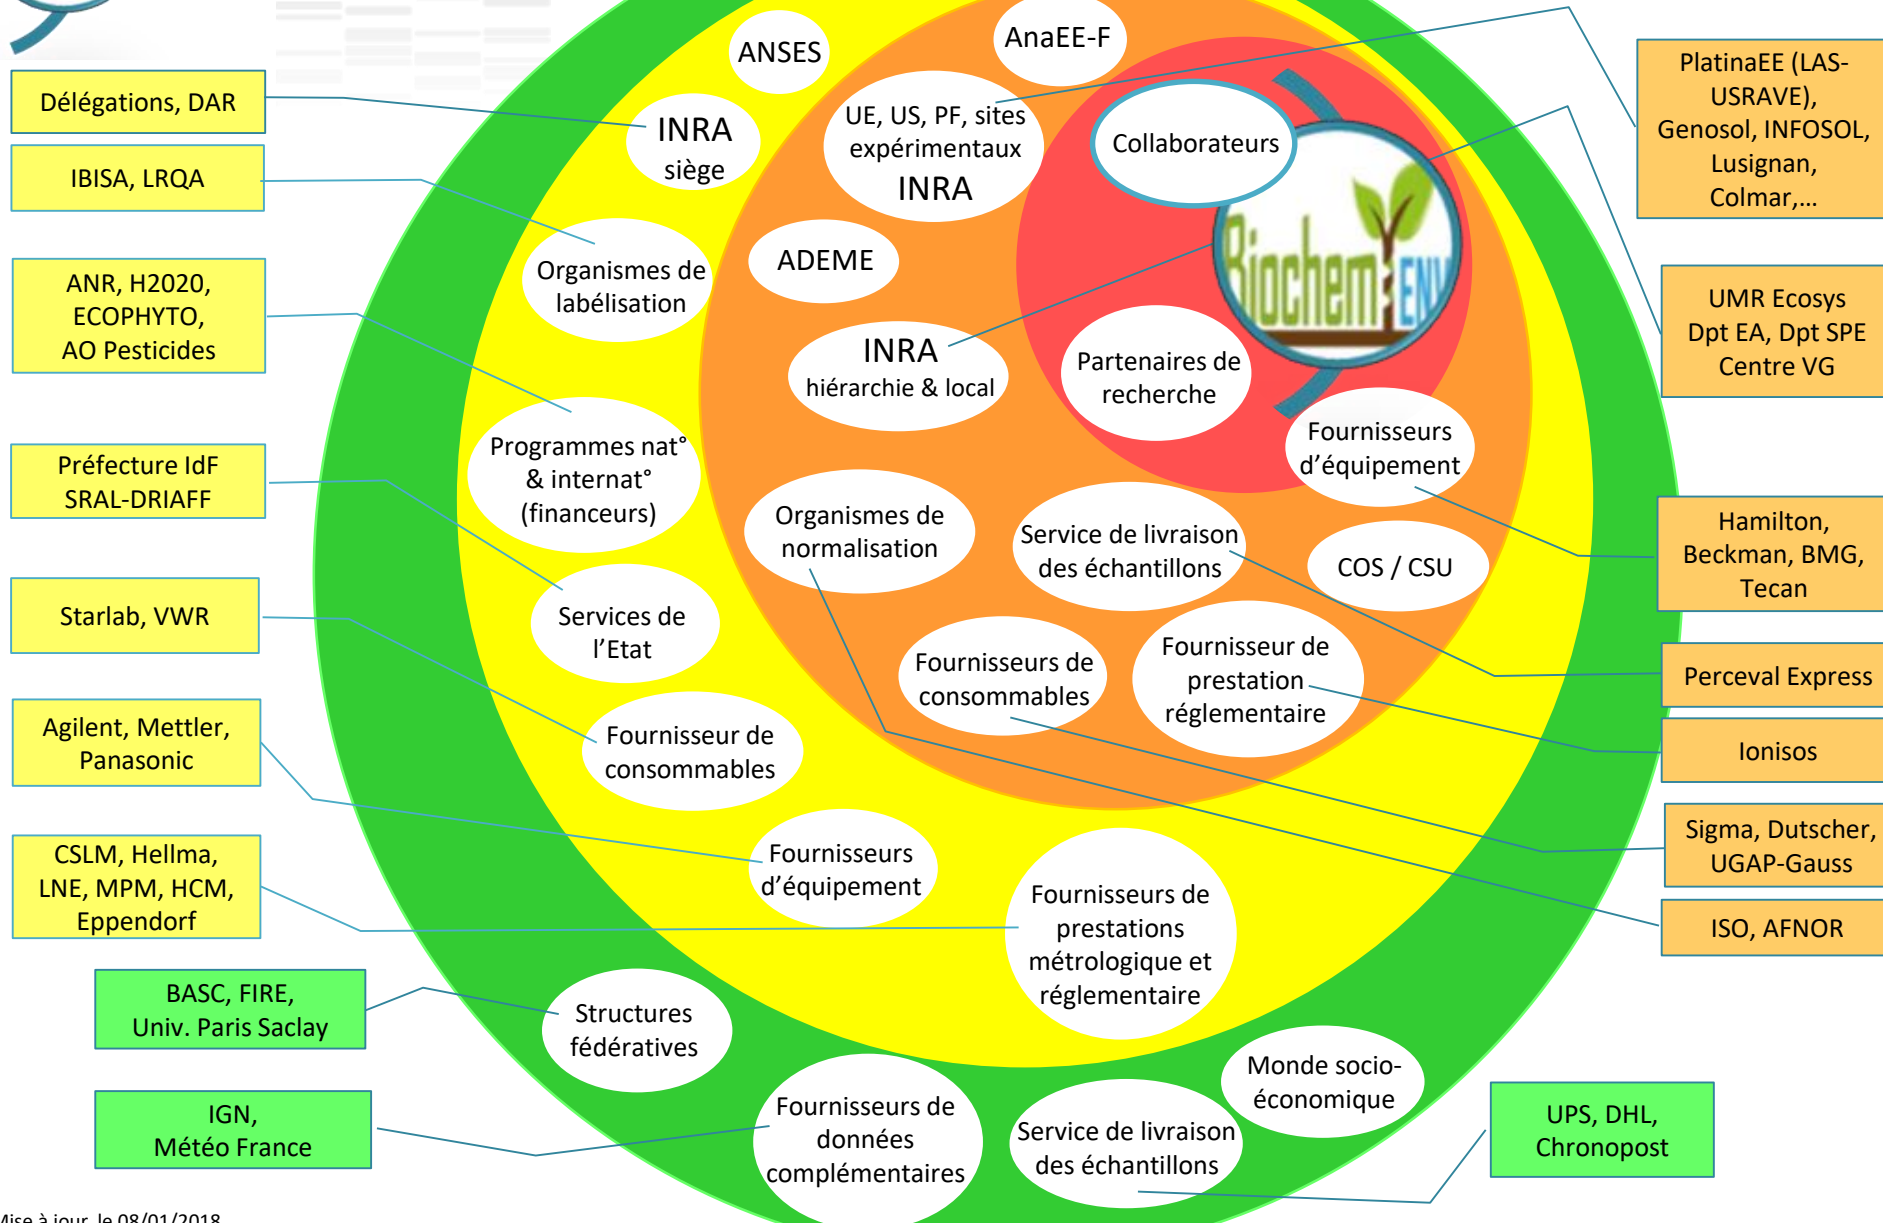 ANSES
AnaEE-F
Délégations, DAR
INRA
siège
UE, US, PF, sites
expérimentaux
INRA
Collaborateurs
PlatinaEE (LAS-
USRAVE),
Genosol, INFOSOL,
Lusignan,
Colmar,...
IBISA, LRQA
Organismes de
labélisation
ADEME
Biochem ENV
ANR, H2020,
ECOPHYTO,
AO Pesticides
INRA
hiérarchie & local
Partenaires de
recherche
UMR Ecosys
Dpt EA, Dpt SPE
Centre VG
Programmes nat°
& internat°
(financeurs)
Fournisseurs
d’équipement
Préfecture IdF
SRAL-DRIAFF
Organismes de
normalisation
Service de livraison
des échantillons
COS / CSU
Hamilton,
Beckman, BMG,
Tecan
Starlab, VWR
Services de
l’Etat
Fournisseurs de
consommables
Fournisseur de
prestation
réglementaire
Perceval Express
Agilent, Mettler,
Panasonic
Fournisseur de
consommables
Ionisos
CSLM, Hellma,
LNE, MPM, HCM,
Eppendorf
Fournisseurs
d’équipement
Fournisseurs de
prestations
métrologique et
réglementaire
Sigma, Dutscher,
UGAP-Gauss
ISO, AFNOR
BASC, FIRE,
Univ. Paris Saclay
Structures
fédératives
Monde socio-
économique
IGN,
Météo France
Fournisseurs de
données
complémentaires
Service de livraison
des échantillons
UPS, DHL,
Chronopost
Mise à jour le 08/01/2018